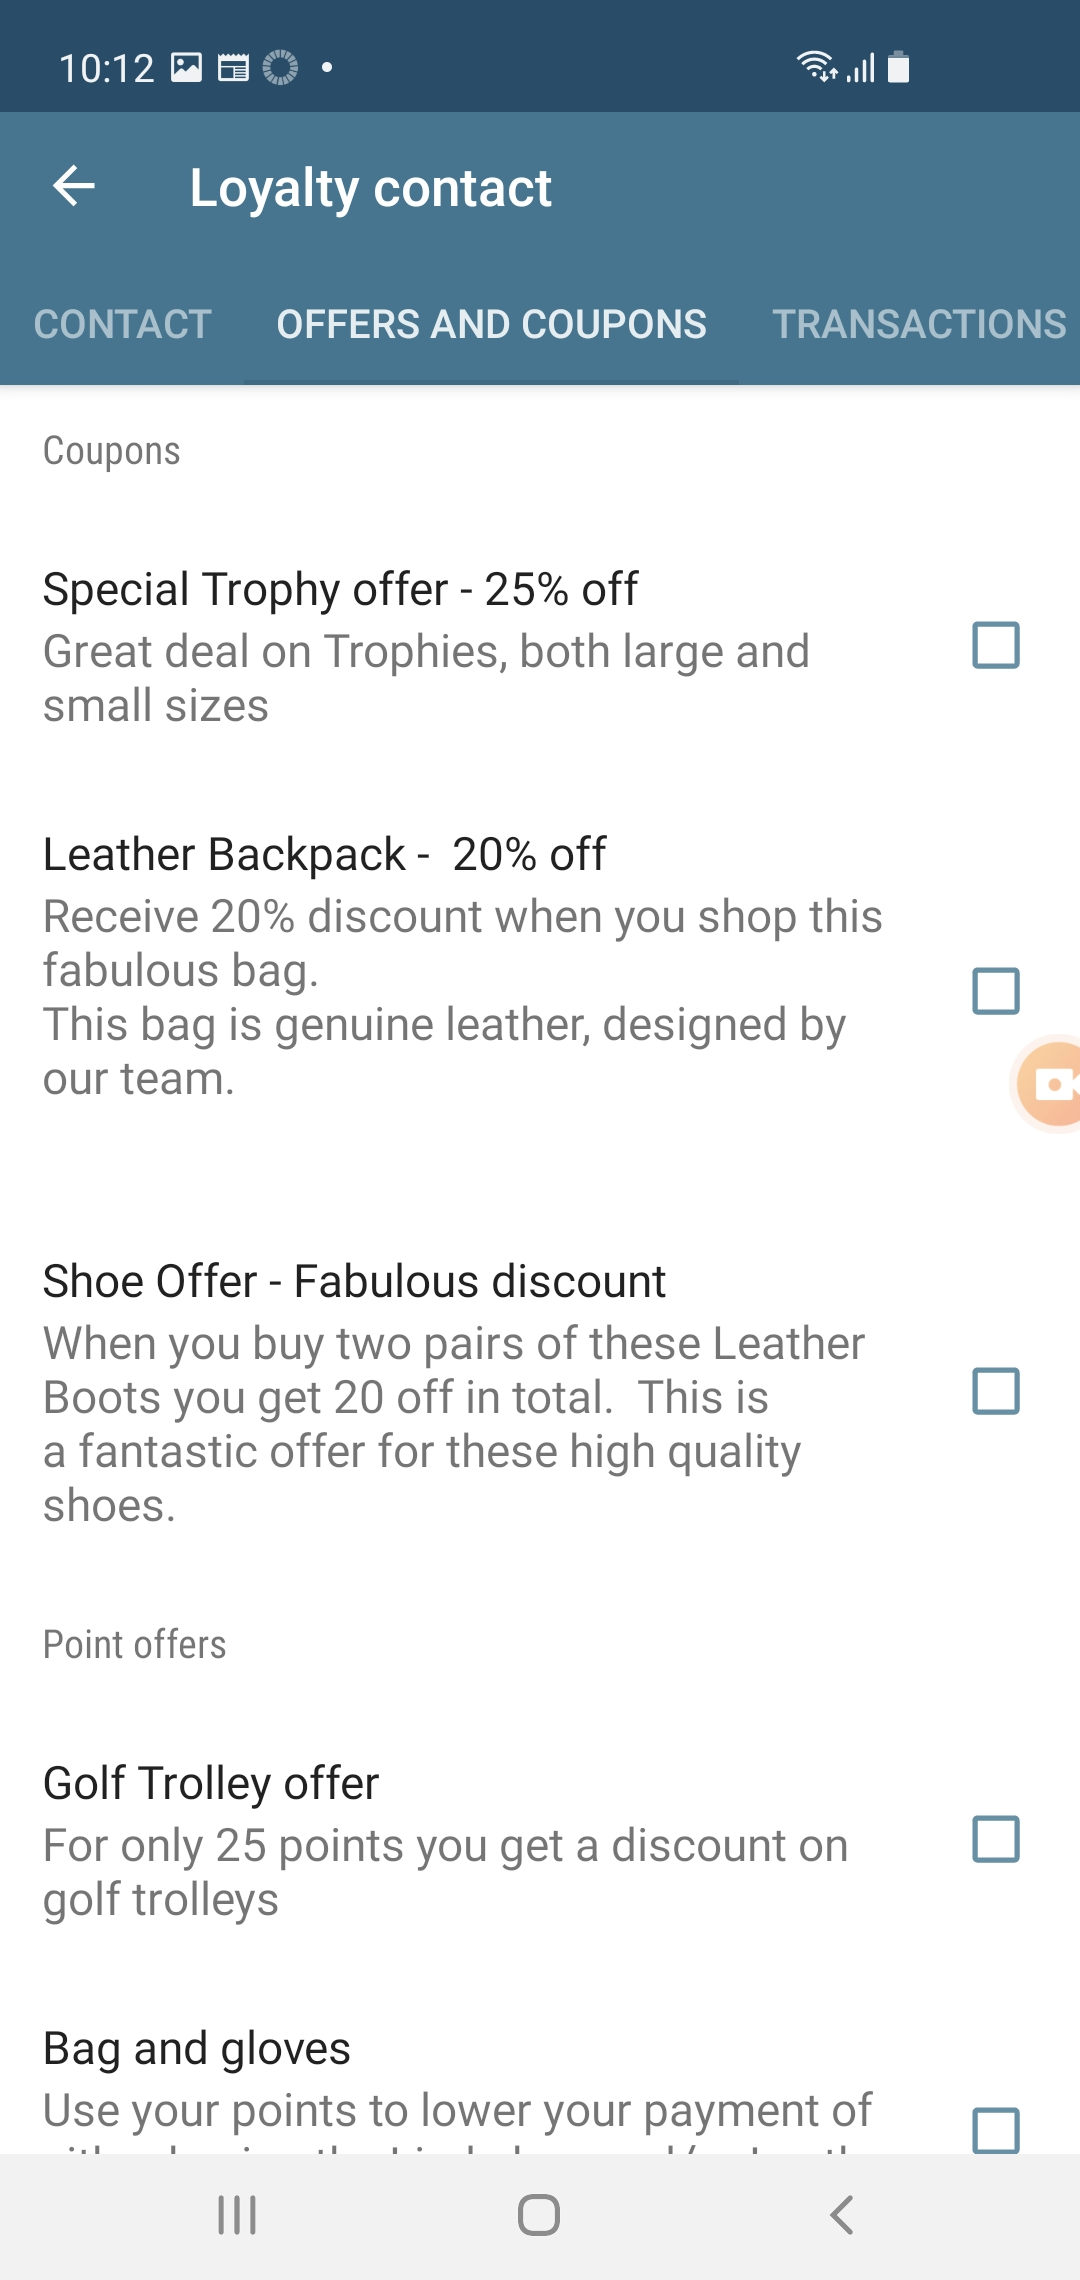 10:12
Loyalty contact
CONTACT OFFERS AND COUPONS TRANSACTIONS
Coupons
Special Trophy offer - 25% off
Great deal on Trophies, both large and
small sizes
Leather Backpack -  20% off
Receive 20% discount when you shop this
fabulous bag.
This bag is genuine leather, designed by
our team.
Shoe Offer - Fabulous discount
When you buy two pairs of these Leather
Boots you get 20 off in total.  This is
a fantastic offer for these high quality
shoes.
Point offers
Golf Trolley offer
For only 25 points you get a discount on
golf trolleys
Bag and gloves
Use your points to lower your payment of